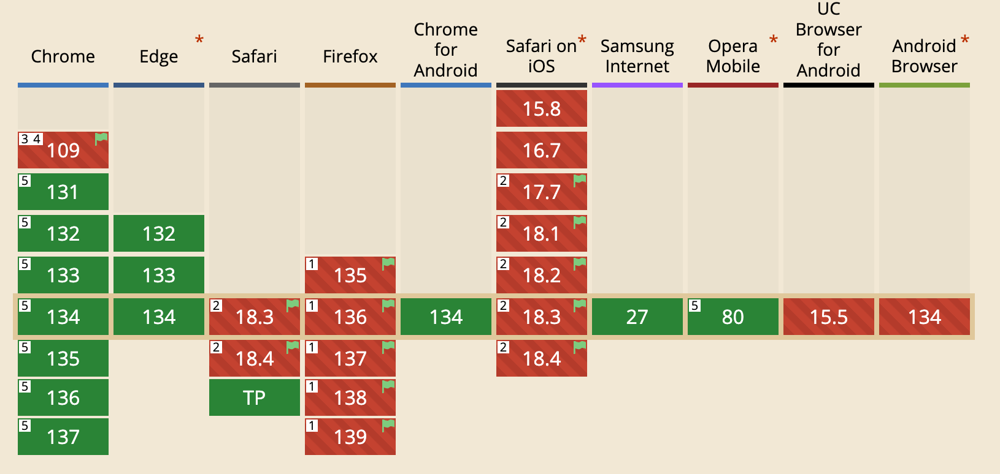 Chrome
Edge *
Safari
Firefox
Chrome
for
Android
Safari on *
iOS
Samsung
Internet
Opera *
Mobile
UC
Browser
for
Android
Android *
Browser
15.8
3 4 109
16.7
5 131
2 17.7
5 132
132
2 18.1
5 133
133
1 135
2 18.2
5 134
134
2 18.3
1 136
134
2 18.3
27
5 80
15.5
134
5 135
2 18.4
1 137
2 18.4
5 136
TP
1 138
5 137
1 139